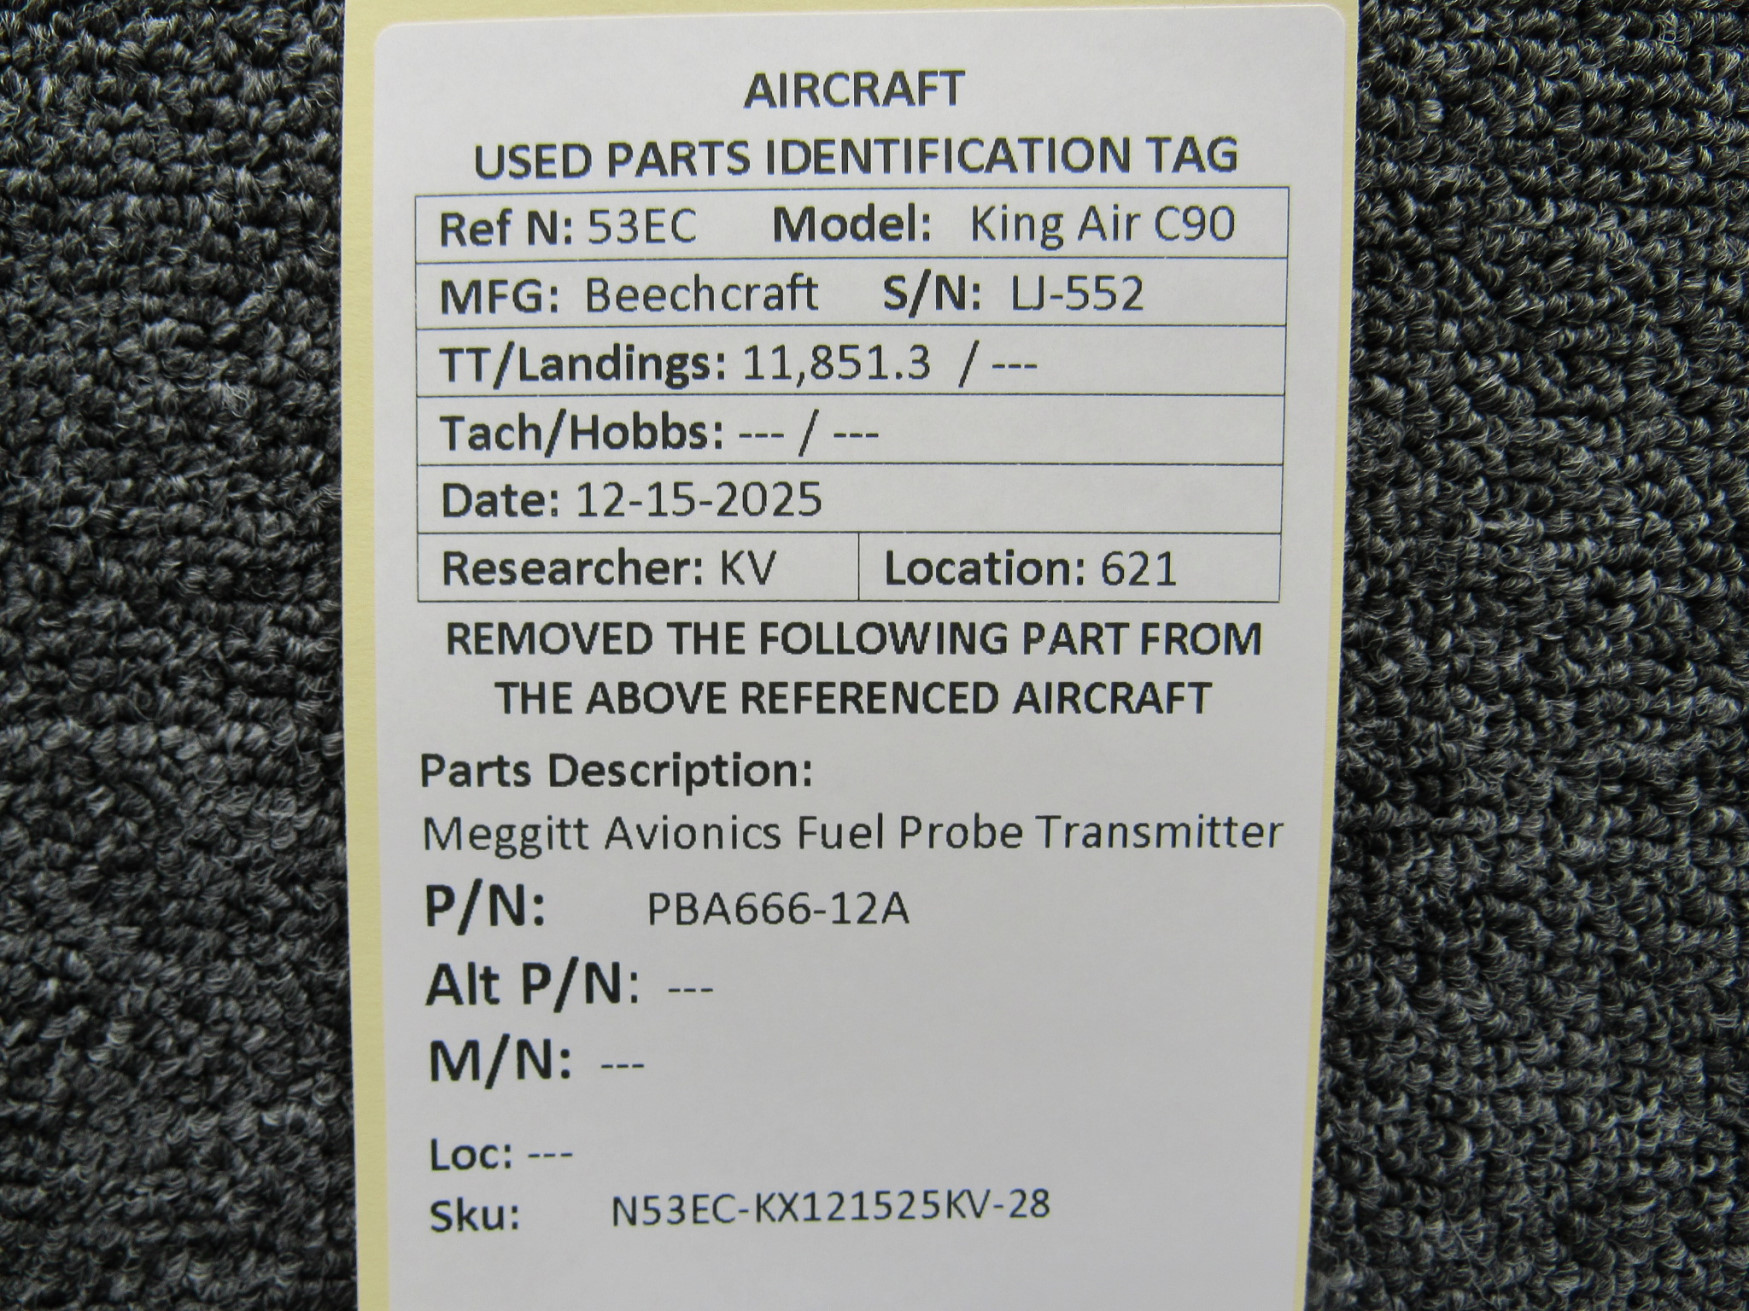 AIRCRAFT
USED PARTS IDENTIFICATION TAG
Ref N: 53EC Model: King Air C90
MFG: Beechcraft S/N: LJ-552
TT/Landings: 11,851.3 / ---
Tach/Hobbs: --- / ---
Date: 12-15-2025
Researcher: KV Location: 621
REMOVED THE FOLLOWING PART FROM
THE ABOVE REFERENCED AIRCRAFT
Parts Description:
Meggitt Avionics Fuel Probe Transmitter
P/N: PBA666-12A
Alt P/N: ---
M/N: ---
Loc: ---
Sku: N53EC-KX121525KV-28